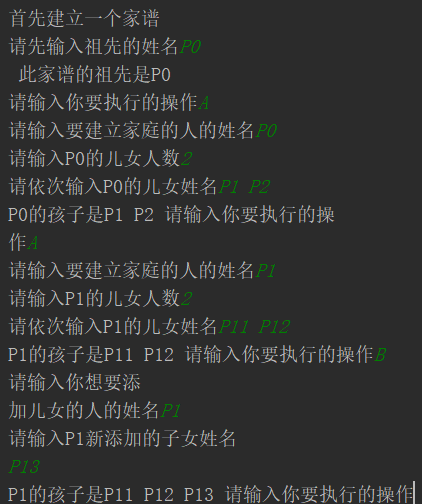 首先建立一个家谱
请先输入祖先的姓名P0
此家谱的祖先是P0
请输入你要执行的操作A
请输入要建立家庭的人的姓名P0
请输入P0的儿女人数2
请依次输入P0的儿女姓名P1 P2
P0的孩子是P1 P2 请输入你要执行的操
作A
请输入要建立家庭的人的姓名P1
请输入P1的儿女人数2
请依次输入P1的儿女姓名P11 P12
P1的孩子是P11 P12 请输入你要执行的操作B
请输入你想要添
加儿女的人的姓名P1
请输入P1新添加的子女姓名
P13
P1的孩子是P11 P12 P13 请输入你要执行的操作